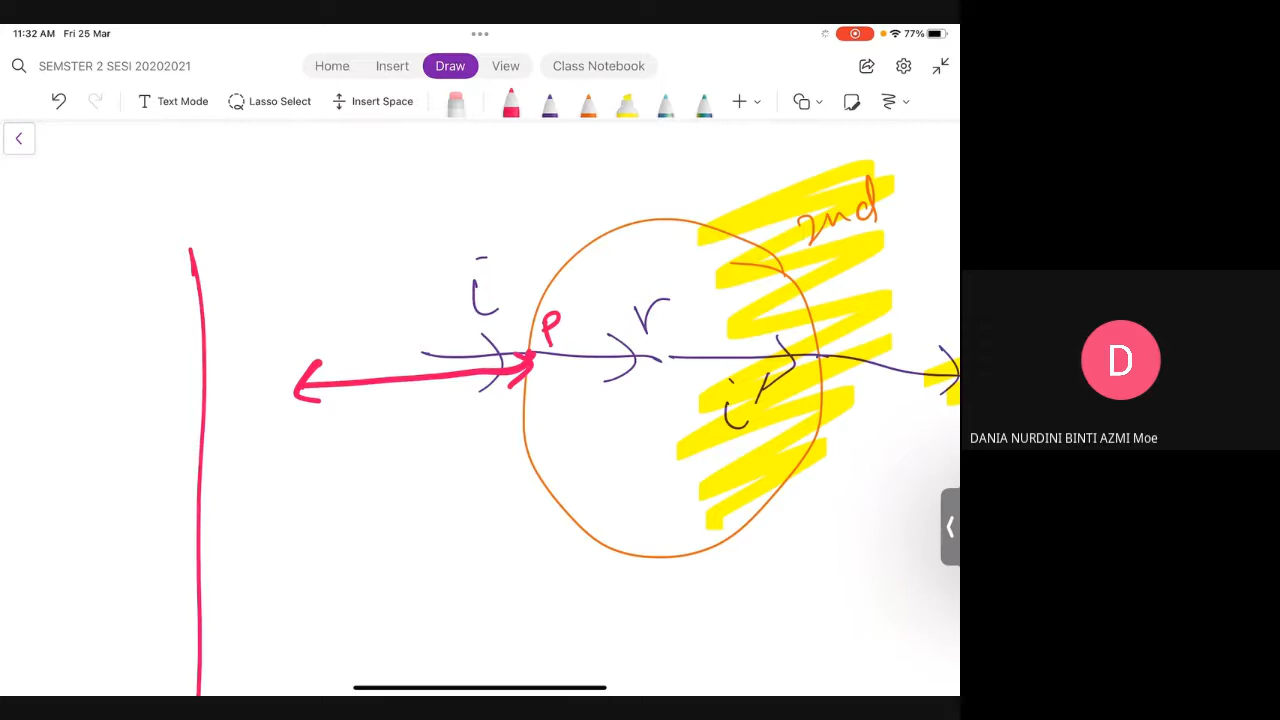 11:32 AM Fri 25 Mar
77%
SEMSTER 2 SESI 20202021
Home Insert Draw View Class Notebook
Text Mode Lasso Select Insert Space
2nd
i
r
P
i
D
DANIA NURDINI BINTI AZMI Moe